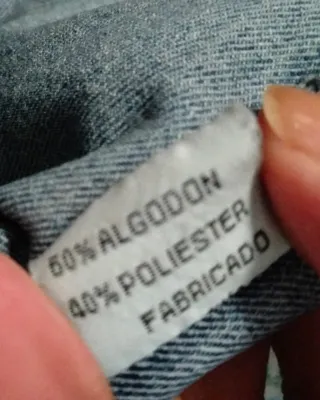 60% ALGODON
40% POLIESTER
FABRICADO